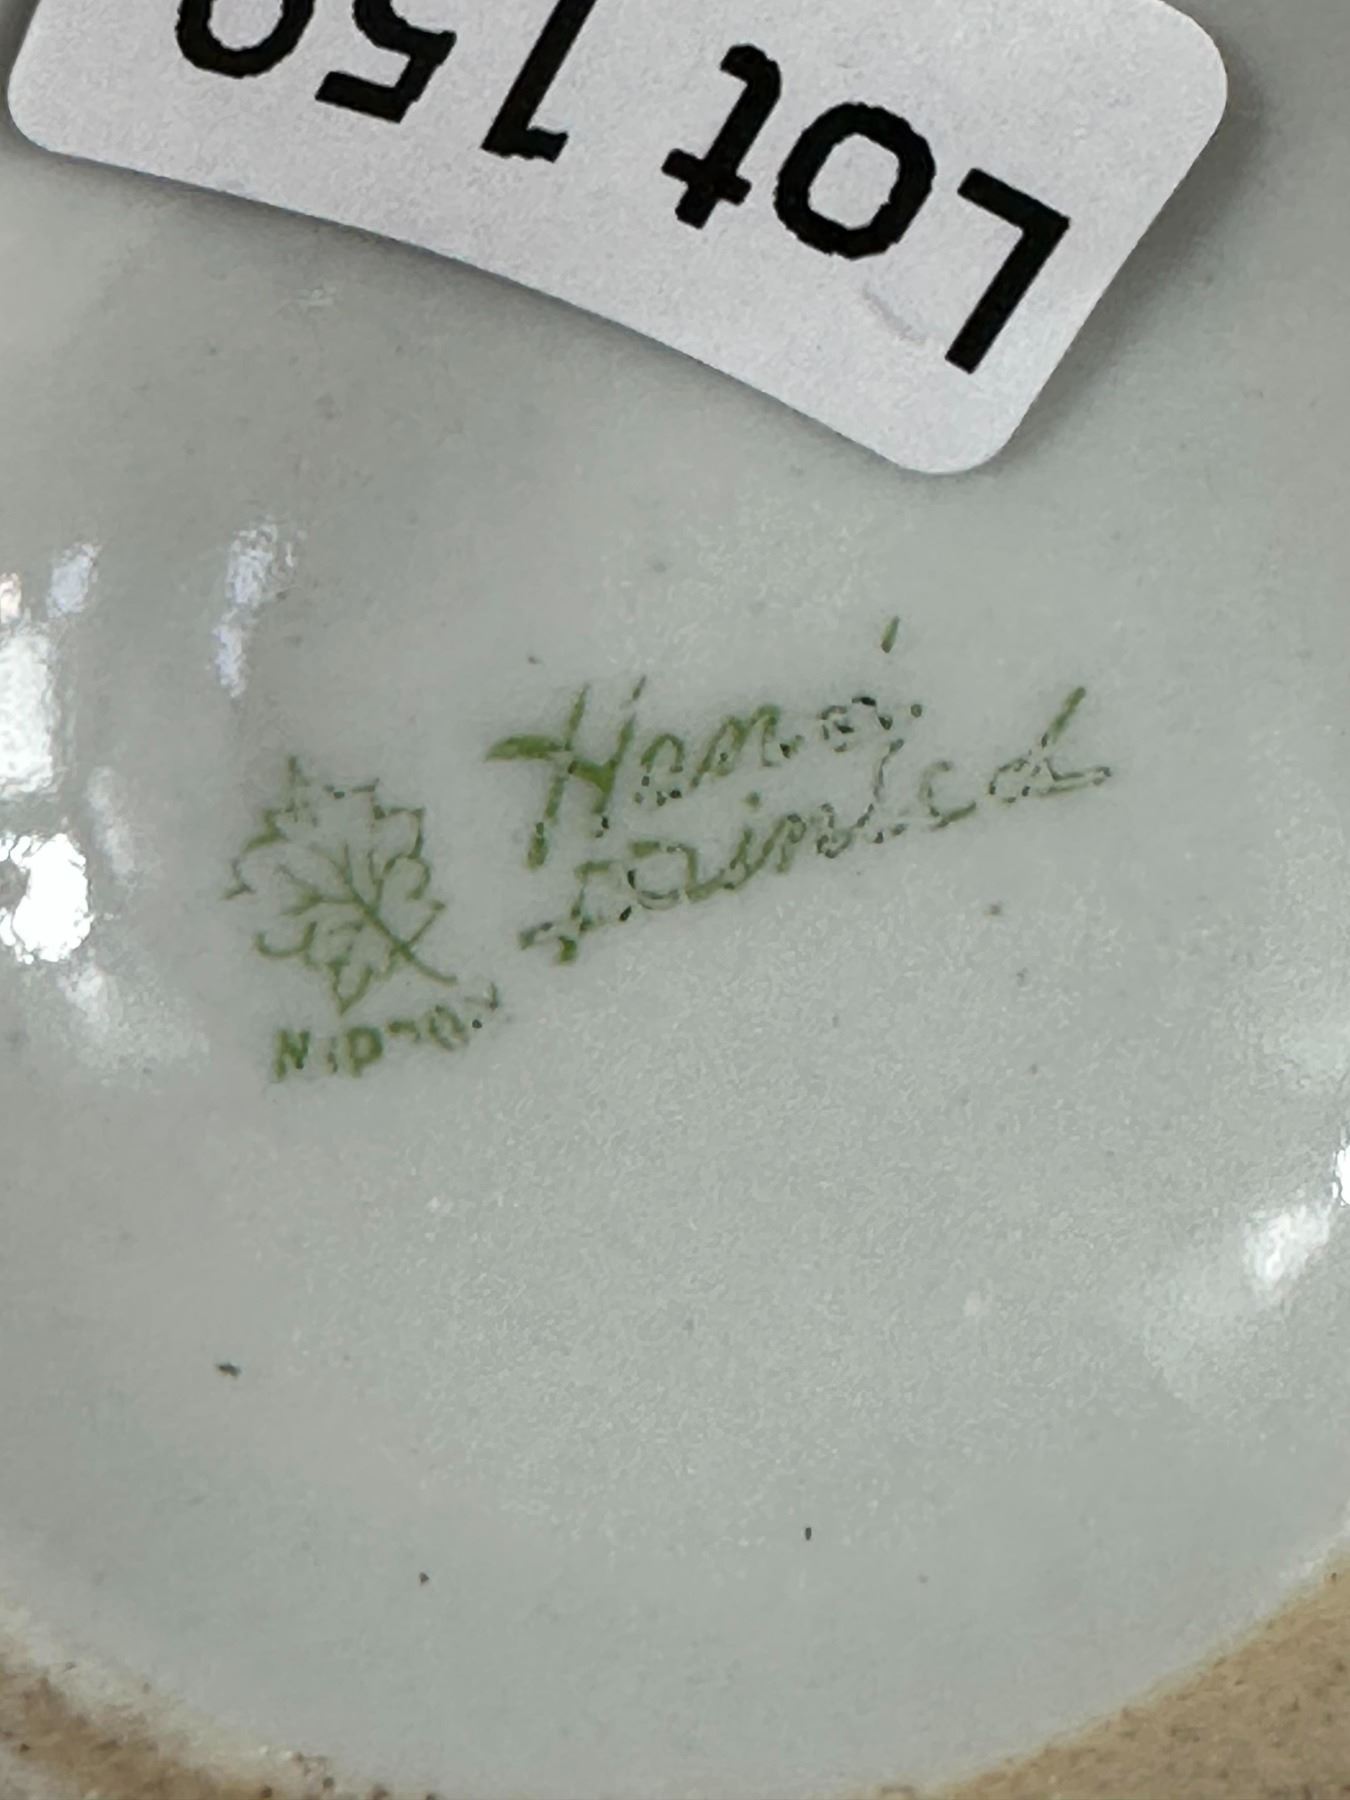 Lot 150
Hand
Painted
NIPPON